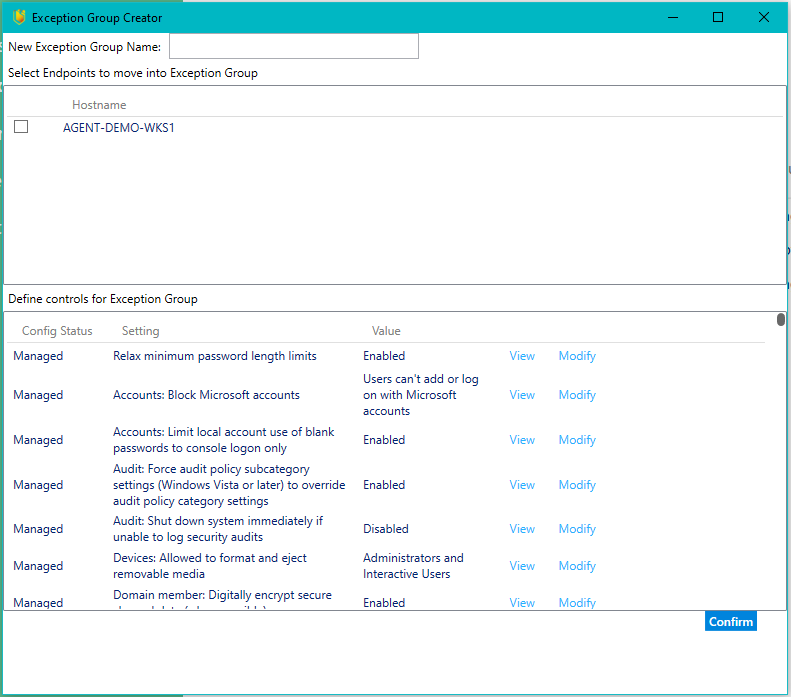 Exception Group Creator
New Exception Group Name:
Select Endpoints to move into Exception Group
Hostname
AGENT-DEMO-WKS1
Define controls for Exception Group
Config Status Setting Value
Managed Relax minimum password length limits Enabled View Modify
Users can't add or log
Managed Accounts: Block Microsoft accounts on with Microsoft View Modify
accounts
Accounts: Limit local account use of blank
Managed Enabled View Modify
passwords to console logon only
Audit: Force audit policy subcategory
Managed settings (Windows Vista or later) to override Enabled View Modify
audit policy category settings
Audit: Shut down system immediately if
Managed Disabled View Modify
unable to log security audits
Devices: Allowed to format and eject Administrators and
Managed View Modify
removable media Interactive Users
Domain member: Digitally encrypt secure
Managed Enabled View Modify
Confirm